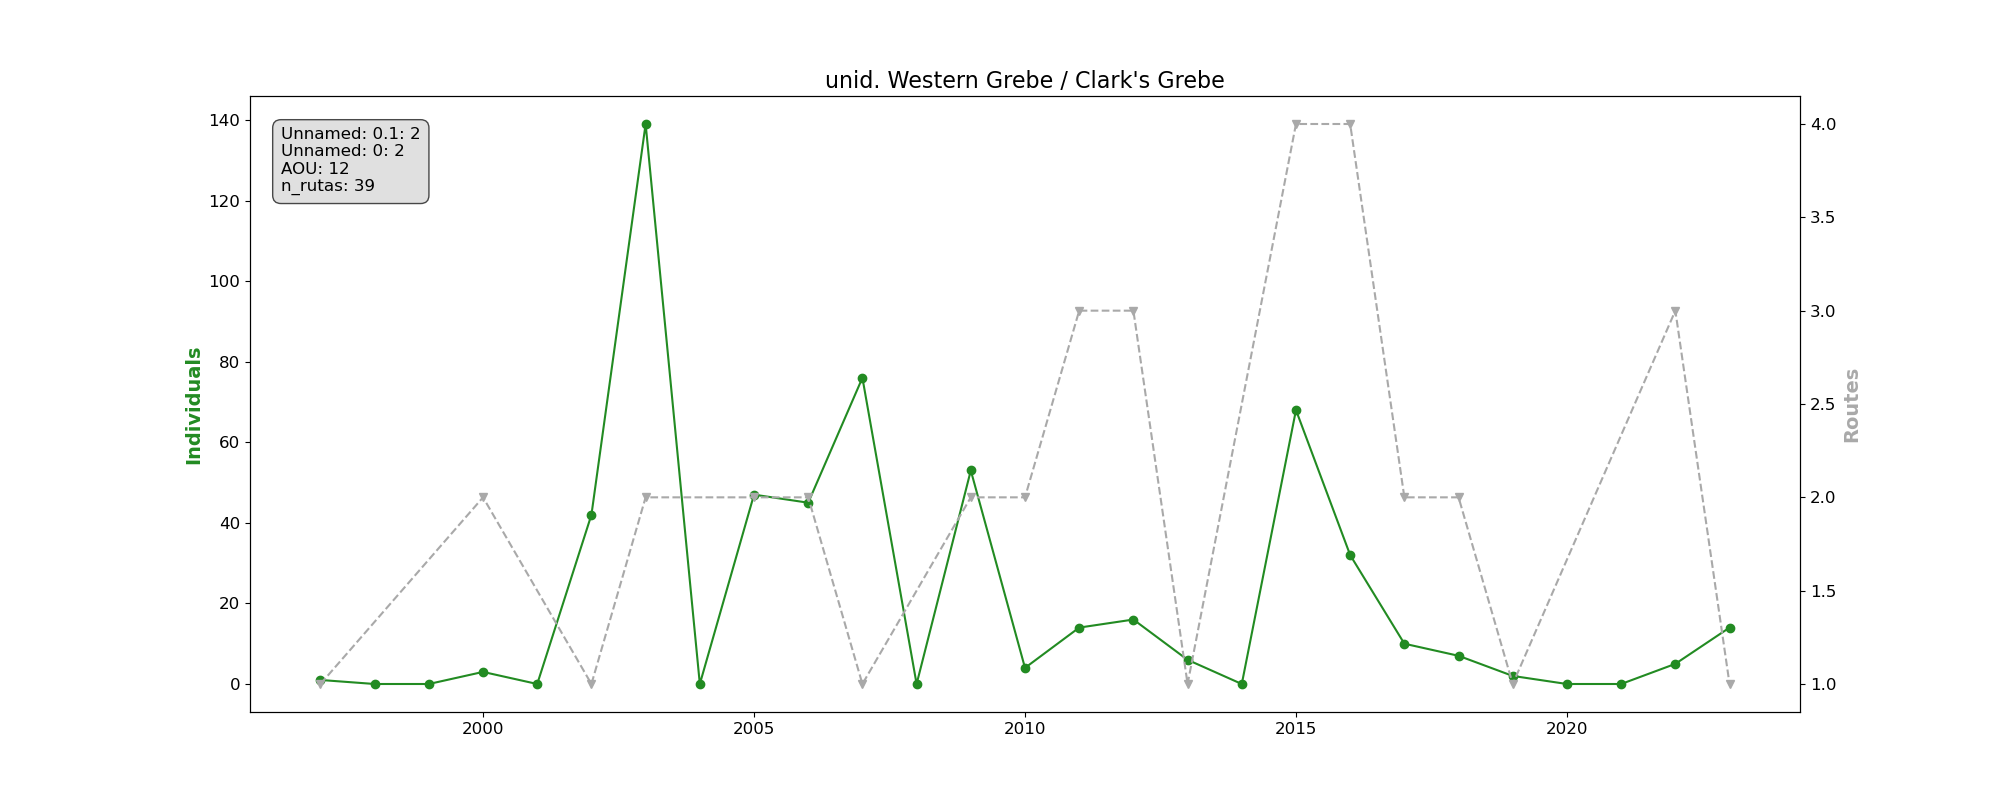 unid. Western Grebe / Clark's Grebe
Unnamed: 0.1: 2
Unnamed: 0: 2
AOU: 12
n_rutas: 39
Individuals
140
120
100
80
60
40
20
0
4.0
3.5
3.0
2.5
2.0
1.5
1.0
Routes
2000 2005 2010 2015 2020